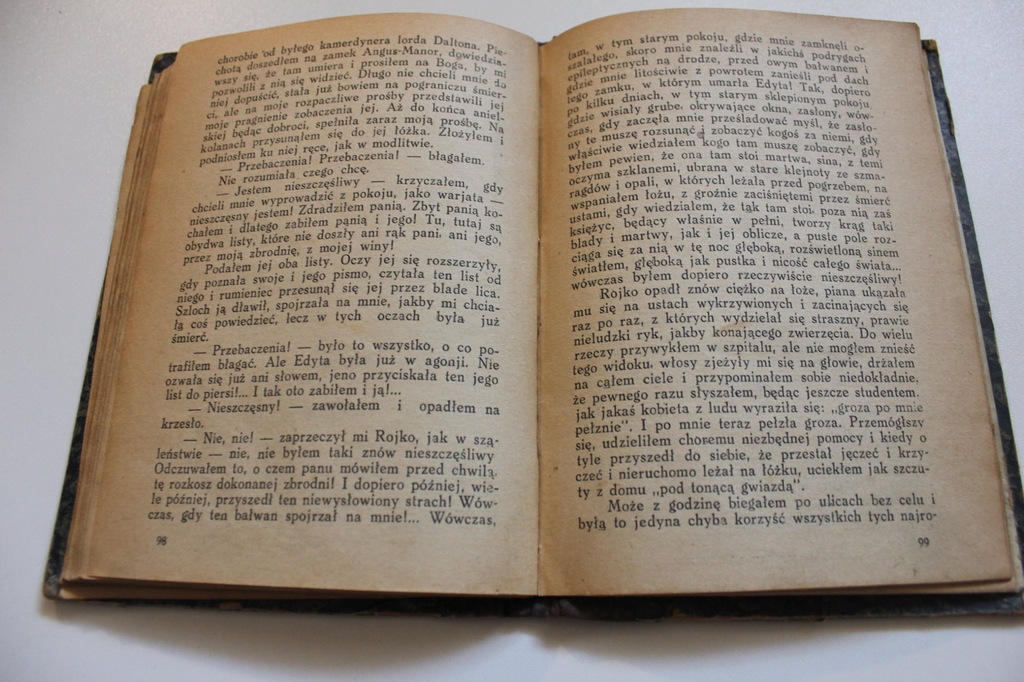 chorobie od byłego kamerdynera lorda Daltona. Pie-
chotą doszedłem na zamek Angus-Manor, dowiedzia-
wszy się, że tam umiera i prosiłem na Boga, by mi
pozwolili z nią się widzieć. Długo nie chcieli mnie do
niej dopuścić, stała już bowiem na pograniczu śmier-
ci, ale na moje rozpaczliwe prośby przedstawili jej
moje pragnienie zobaczenia jej. Aż do końca aniel-
skiej będąc dobroci, spełniła zaraz moją prośbę. Na
kolanach przysunąłem się do jej łóżka. Złożyłem i
podniosłem ku niej ręce, jak w modlitwie.
— Przebaczenia! Przebaczenia! — błagałem.
Nie rozumiała czego chcę.
— Jestem nieszczęśliwy — krzyczałem, gdy
chcieli mnie wyprowadzić z pokoju, jako warjata —
nieszczęsny jestem! Zdradziłem panią. Zbyt panią ko-
chałem i dlatego zabiłem panią i jego! Tu, tutaj są
obydwa listy, które nie doszły ani rąk pani, ani jego,
przez moją zbrodnię, z mojej winy!
Podałem jej oba listy. Oczy jej się rozszerzyły,
gdy poznała swoje i jego pismo, czytała ten list od
niego i rumieniec przesunął się jej przez blade lica.
Szloch ją dławił, spojrzała na mnie, jakby mi chcia-
ła coś powiedzieć, lecz w tych oczach była już
śmierć.
— Przebaczenia! — było to wszystko, o co po-
trafiłem błagać. Ale Edyta była już w agonji. Nie
ozwała się już ani słowem, jeno przyciskała ten jego
list do piersi!... I tak oto zabiłem i ją!...
— Nieszczęsny! — zawołałem i opadłem na
krzesło.
— Nie, nie! — zaprzeczył mi Rojko, jak w sza-
leństwie — nie, nie byłem taki znów nieszczęśliwy
Odczuwałem to, o czem panu mówiłem przed chwilą,
tę rozkosz dokonanej zbrodni! I dopiero później, wie-
le później, przyszedł ten niewysłowiony strach! Wów-
czas, gdy ten bałwan spojrzał na mnie!... Wówczas,
98
tam, w tym starym pokoju, gdzie mnie zamknęli o-
szalałego, skoro mnie znaleźli w jakichś podrygach
epileptycznych na drodze, przed owym bałwanem i
gdzie mnie litościwie z powrotem zanieśli pod dach
tego zamku, w którym umarła Edyta! Tak, dopiero
po kilku dniach, w tym starym sklepionym pokoju,
gdzie wisiały grube, okrywające okna, zasłony, wów-
czas, gdy zaczęła mnie prześladować myśl, że zasło-
ny te muszę rozsunąć i zobaczyć kogoś za niemi, gdy
właściwie wiedziałem kogo tam muszę zobaczyć, gdy
byłem pewien, że ona tam stoi martwa, sina, z temi
oczyma szklanemi, ubrana w stare klejnoty ze szma-
ragdów i opali, w których leżała przed pogrzebem, na
wspaniałem łożu, z groźnie zaciśniętemi przez śmierć
ustami, gdy wiedziałem, że tak tam stoi, poza nią zaś
księżyc, będący właśnie w pełni, tworzy krąg taki
blady i martwy, jak i jej oblicze, a puste pole roz-
ciąga się za nią w tę noc głęboką, rozświetloną sinem
światłem, głęboką jak pustka i nicość całego świata...
wówczas byłem dopiero rzeczywiście nieszczęśliwy!
Rojko opadł znów ciężko na łoże, piana ukazała
mu się na ustach wykrzywionych i zacinających się
raz po raz, z których wydzielał się straszny, prawie
nieludzki ryk, jakby konającego zwierzęcia. Do wielu
rzeczy przywykłem w szpitalu, ale nie mogłem znieść
tego widoku, włosy zjeżyły mi się na głowie, drżałem
na całem ciele i przypominałem sobie niedokładnie,
że pewnego razu słyszałem, będąc jeszcze studentem,
jak jakaś kobieta z ludu wyraziła się: „groza po mnie
pełznie". I po mnie teraz pełzła groza. Przemógłszy
się, udzieliłem choremu niezbędnej pomocy i kiedy o
tyle przyszedł do siebie, że przestał jęczeć i krzy-
czeć i nieruchomo leżał na łóżku, uciekłem jak szczu-
ty z domu „pod tonącą gwiazdą".
Może z godzinę biegałem po ulicach bez celu i
była to jedyna chyba korzyść wszystkich tych najro-
99